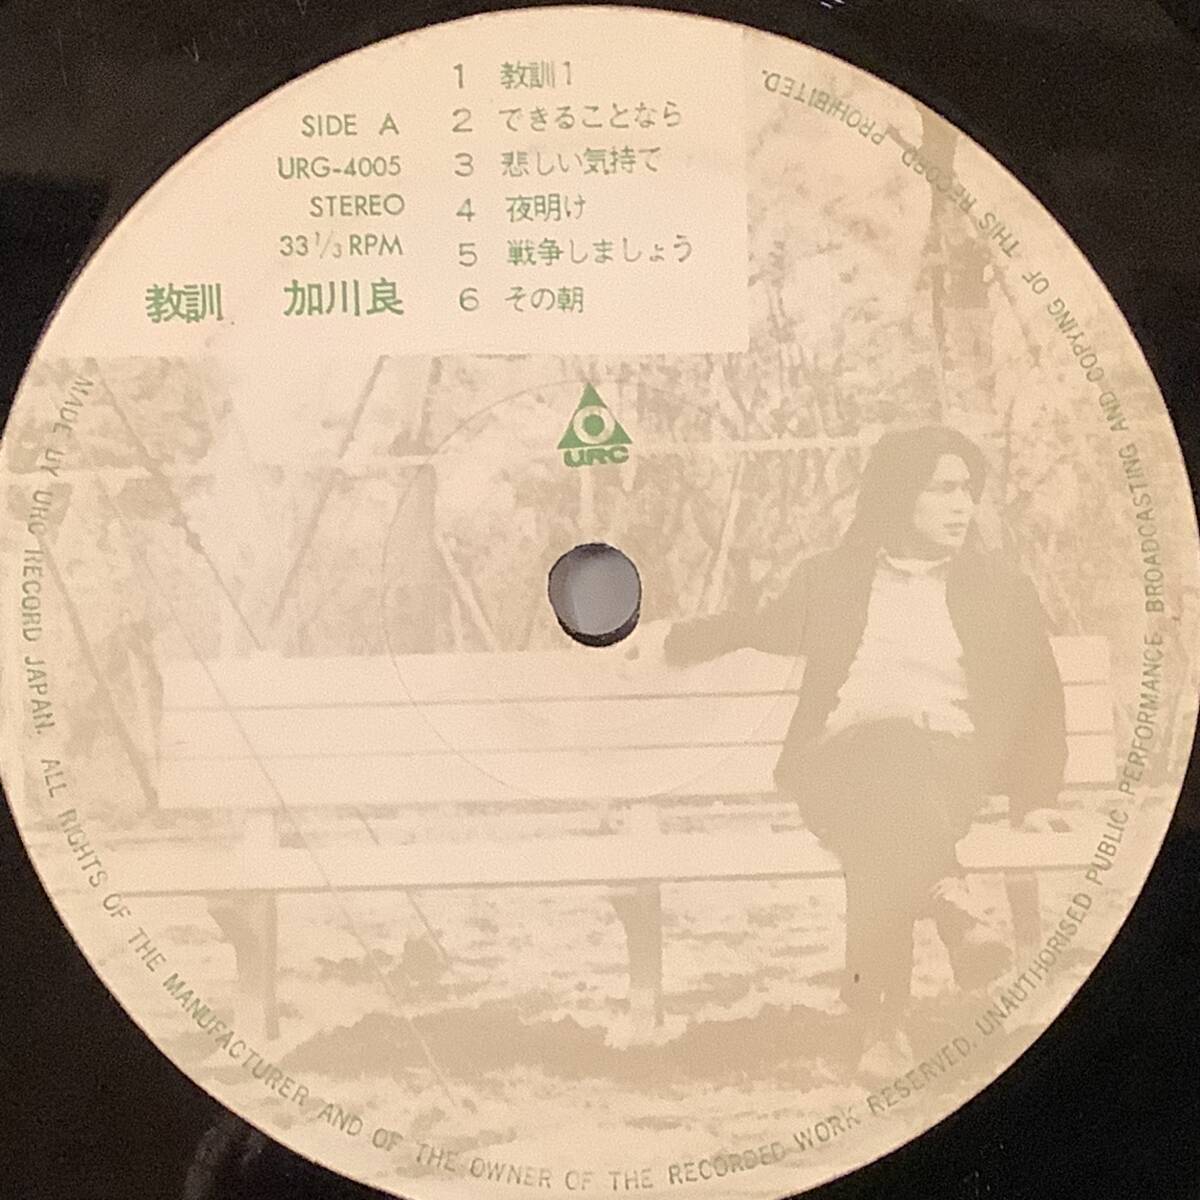 SIDE A
URG-4005
STEREO
33 1/3 RPM
教訓 加川良
1 教訓1
2 できることなら
3 悲しい気持で
4 夜明け
5 戦争しましょう
6 その朝
URC
MADE BY URC RECORD JAPAN. ALL RIGHTS OF THE MANUFACTURER AND OF THE OWNER OF THE RECORDED WORK RESERVED. UNAUTHORISED PUBLIC PERFORMANCE BROADCASTING AND COPYING OF THIS RECORD PROHIBITED.